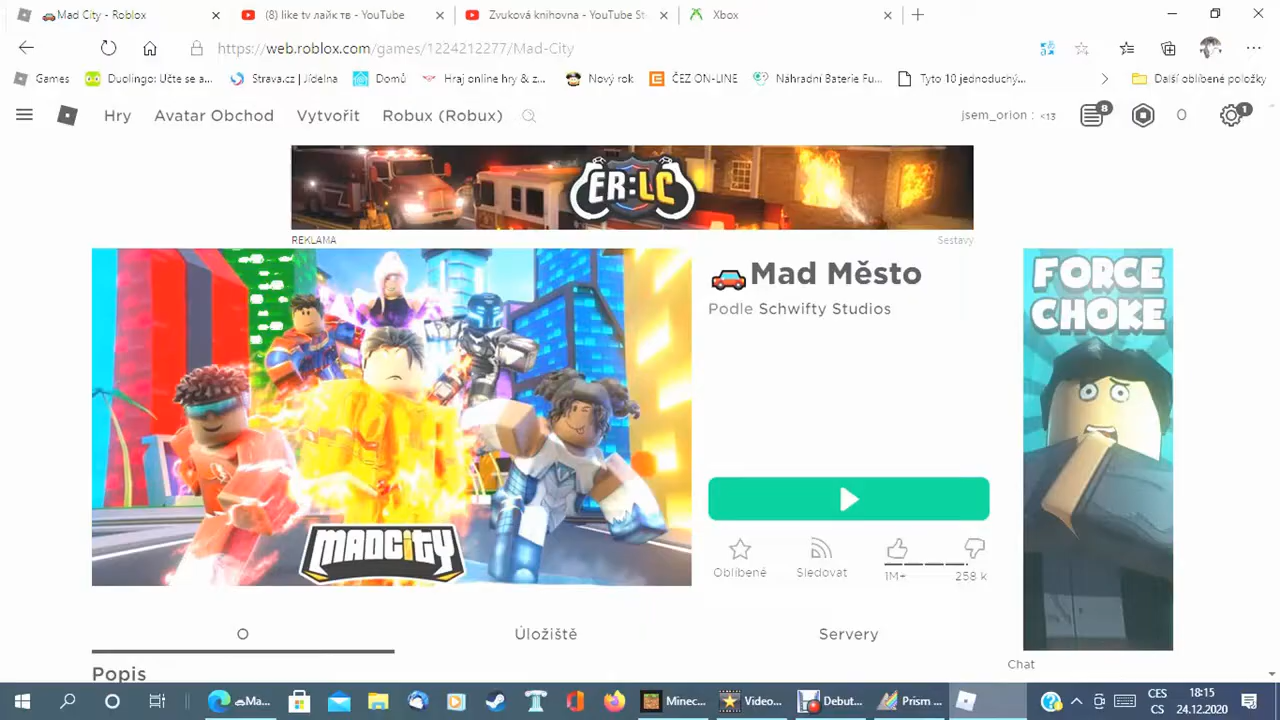 Mad City - Roblox
(8) like tv лайк тв - YouTube
Zvuková knihovna - YouTube St
Xbox
https://web.roblox.com/games/1224212277/Mad-City
Games
Duolingo: Učte se a...
Strava.cz | Jídelna
Domů
Hraj online hry & z...
Nový rok
ČEZ ON-LINE
Náhradní Baterie Fu...
Tyto 10 jednoduchý...
Další oblíbené položky
Hry
Avatar Obchod
Vytvořit
Robux (Robux)
jsem_orion : <13
8
0
1
ER:LC
REKLAMA
Sestavy
Mad Město
Podle Schwifty Studios
FORCE
CHOKE
MADCITY
Oblíbené
Sledovat
1M+
258 k
O
Úložiště
Servery
Popis
Chat
Ma...
Minec...
Video...
Debut...
Prism ...
CES
CS
18:15
24.12.2020